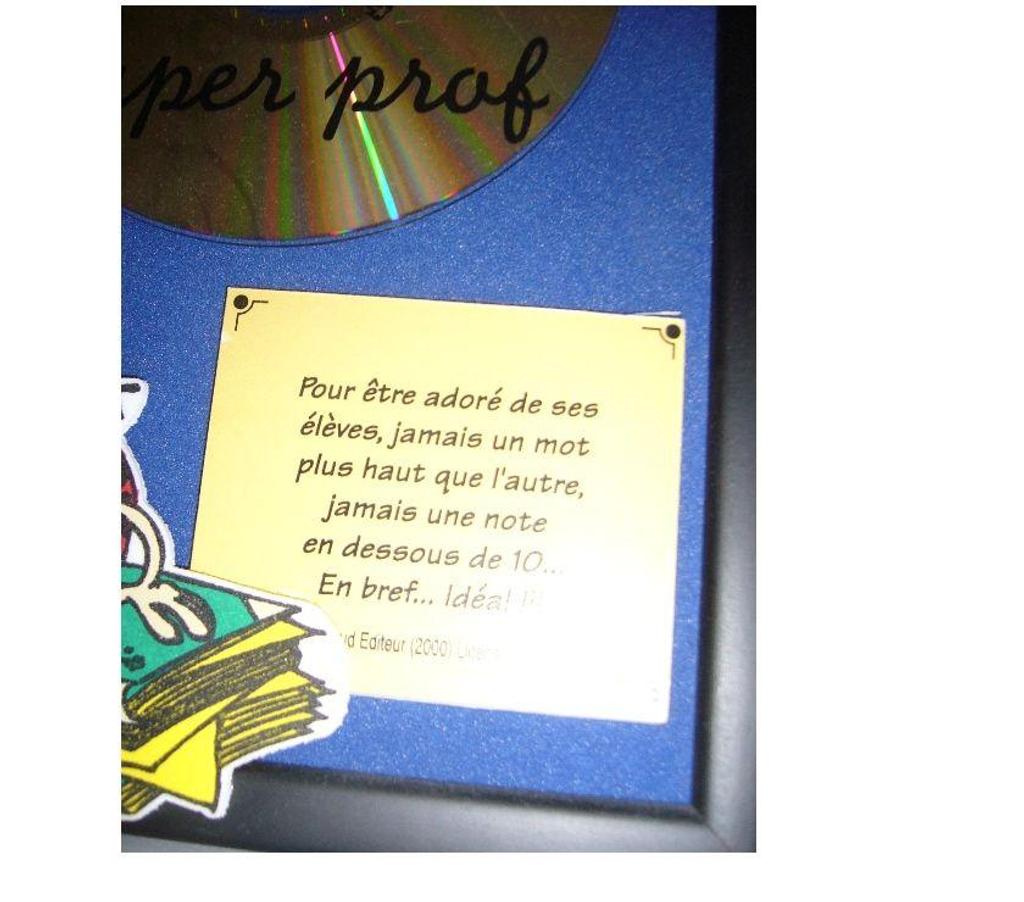 per prof
Pour être adoré de ses
élèves, jamais un mot
plus haut que l'autre,
jamais une note
en dessous de 10...
En bref... Idéal !!!
ud Editeur (2000)